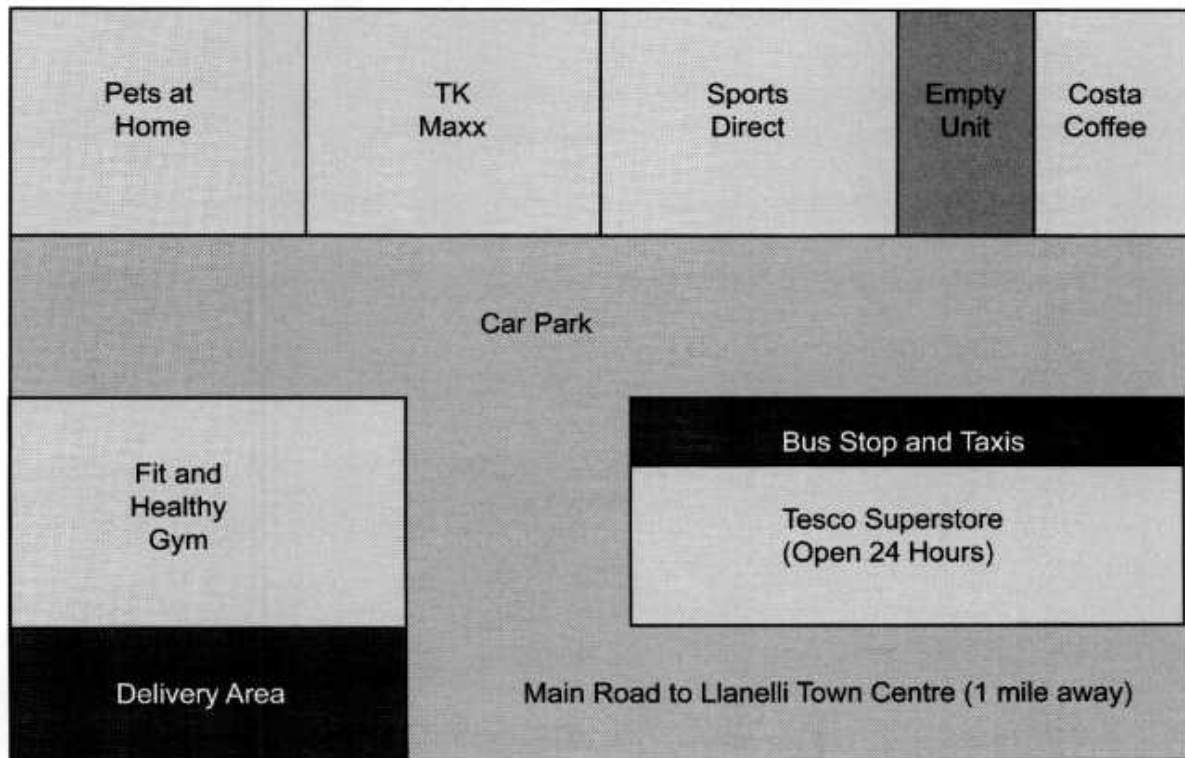 Pets at
Home
TK
Maxx
Sports
Direct
Empty
Unit
Costa
Coffee
Car Park
Fit and
Healthy
Gym
Bus Stop and Taxis
Tesco Superstore
(Open 24 Hours)
Delivery Area
Main Road to Llanelli Town Centre (1 mile away)